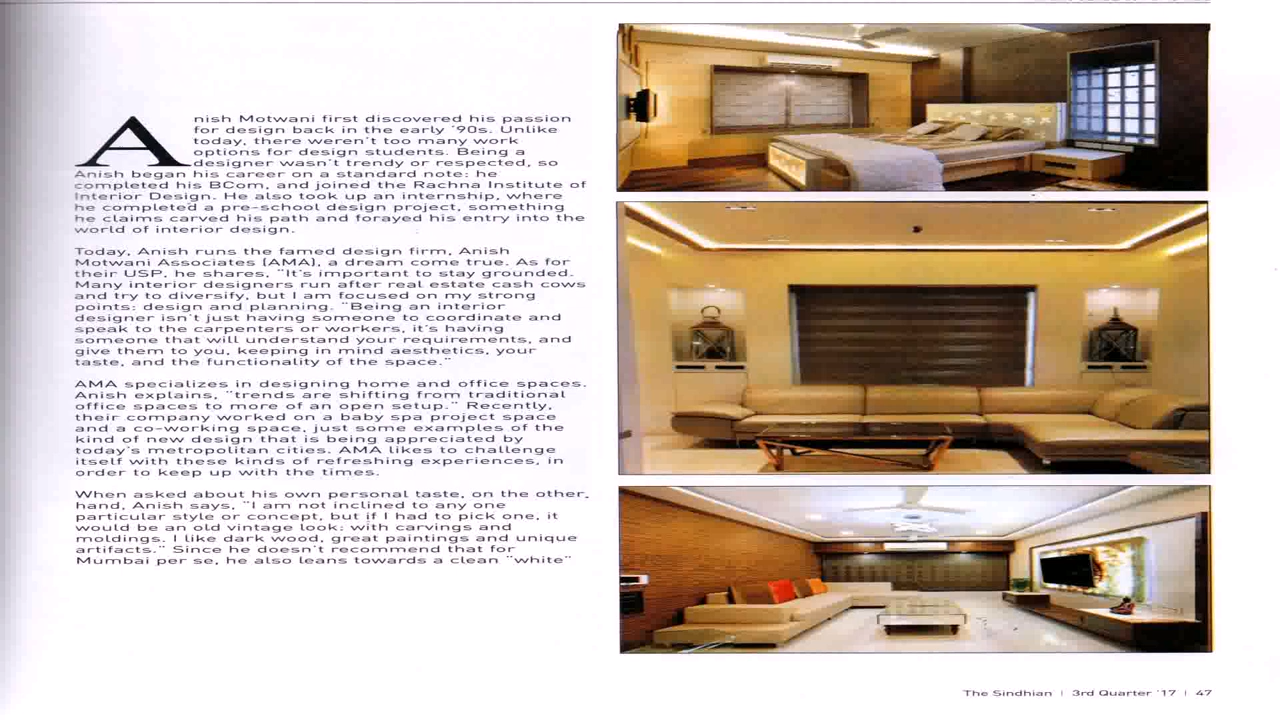 Anish Motwani first discovered his passion
for design back in the early '90s. Unlike
today, there weren't too many work
options for design students. Being a
designer wasn't trendy or respected, so
Anish began his career on a standard note: he
completed his BCom, and joined the Rachna Institute of
Interior Design. He also took up an internship, where
he completed a pre-school design project, something
he claims carved his path and forayed his entry into the
world of interior design.
Today, Anish runs the famed design firm, Anish
Motwani Associates (AMA), a dream come true. As for
their USP, he shares, "It's important to stay grounded.
Many interior designers run after real estate cash cows
and try to diversify, but I am focused on my strong
points: design and planning. "Being an interior
designer isn't just having someone to coordinate and
speak to the carpenters or workers, it's having
someone that will understand your requirements, and
give them to you, keeping in mind aesthetics, your
taste, and the functionality of the space."
AMA specializes in designing home and office spaces.
Anish explains, "trends are shifting from traditional
office spaces to more of an open setup." Recently,
their company worked on a baby spa project space
and a co-working space, just some examples of the
kind of new design that is being appreciated by
today's metropolitan cities. AMA likes to challenge
itself with these kinds of refreshing experiences, in
order to keep up with the times.
When asked about his own personal taste, on the other,
hand, Anish says, "I am not inclined to any one
particular style or concept, but if I had to pick one, it
would be an old vintage look: with carvings and
moldings. I like dark wood, great paintings and unique
artifacts." Since he doesn't recommend that for
Mumbai per se, he also leans towards a clean "white"
The Sindhian | 3rd Quarter '17 | 47